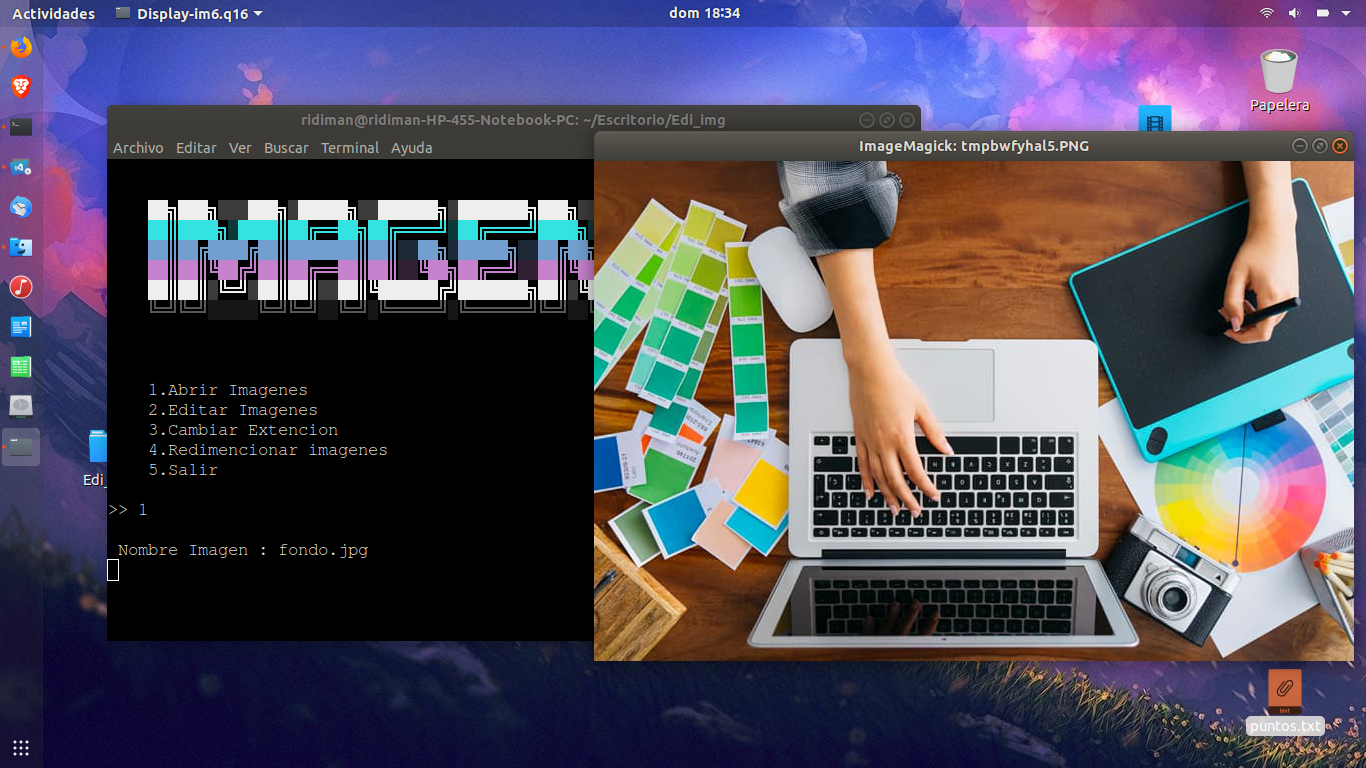 Actividades
Display-im6.q16
dom 18:34
Papelera
ridiman@ridiman-HP-455-Notebook-PC: ~/Escritorio/Edi_img
Archivo Editar Ver Buscar Terminal Ayuda
ImageMagick: tmpbwfyhal5.PNG
1.Abrir Imagenes
2.Editar Imagenes
3.Cambiar Extencion
4.Redimencionar imagenes
5.Salir
>> 1
Nombre Imagen : fondo.jpg
Edi_
text
puntos.txt